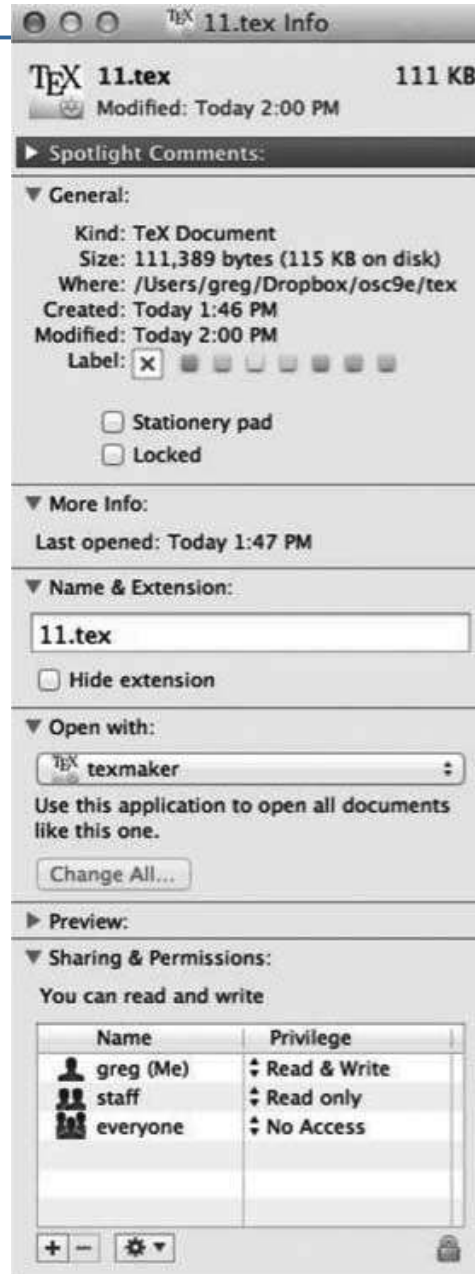 TEX 11.tex Info
TEX 11.tex 111 KB
Modified: Today 2:00 PM
▶ Spotlight Comments:
▼ General:
Kind: TeX Document
Size: 111,389 bytes (115 KB on disk)
Where: /Users/greg/Dropbox/osc9e/tex
Created: Today 1:46 PM
Modified: Today 2:00 PM
Label: x
Stationery pad
Locked
▼ More Info:
Last opened: Today 1:47 PM
▼ Name & Extension:
11.tex
Hide extension
▼ Open with:
TEX texmaker
Use this application to open all documents
like this one.
Change All...
▶ Preview:
▼ Sharing & Permissions:
You can read and write
Name Privilege
greg (Me) Read & Write
staff Read only
everyone No Access
+ −